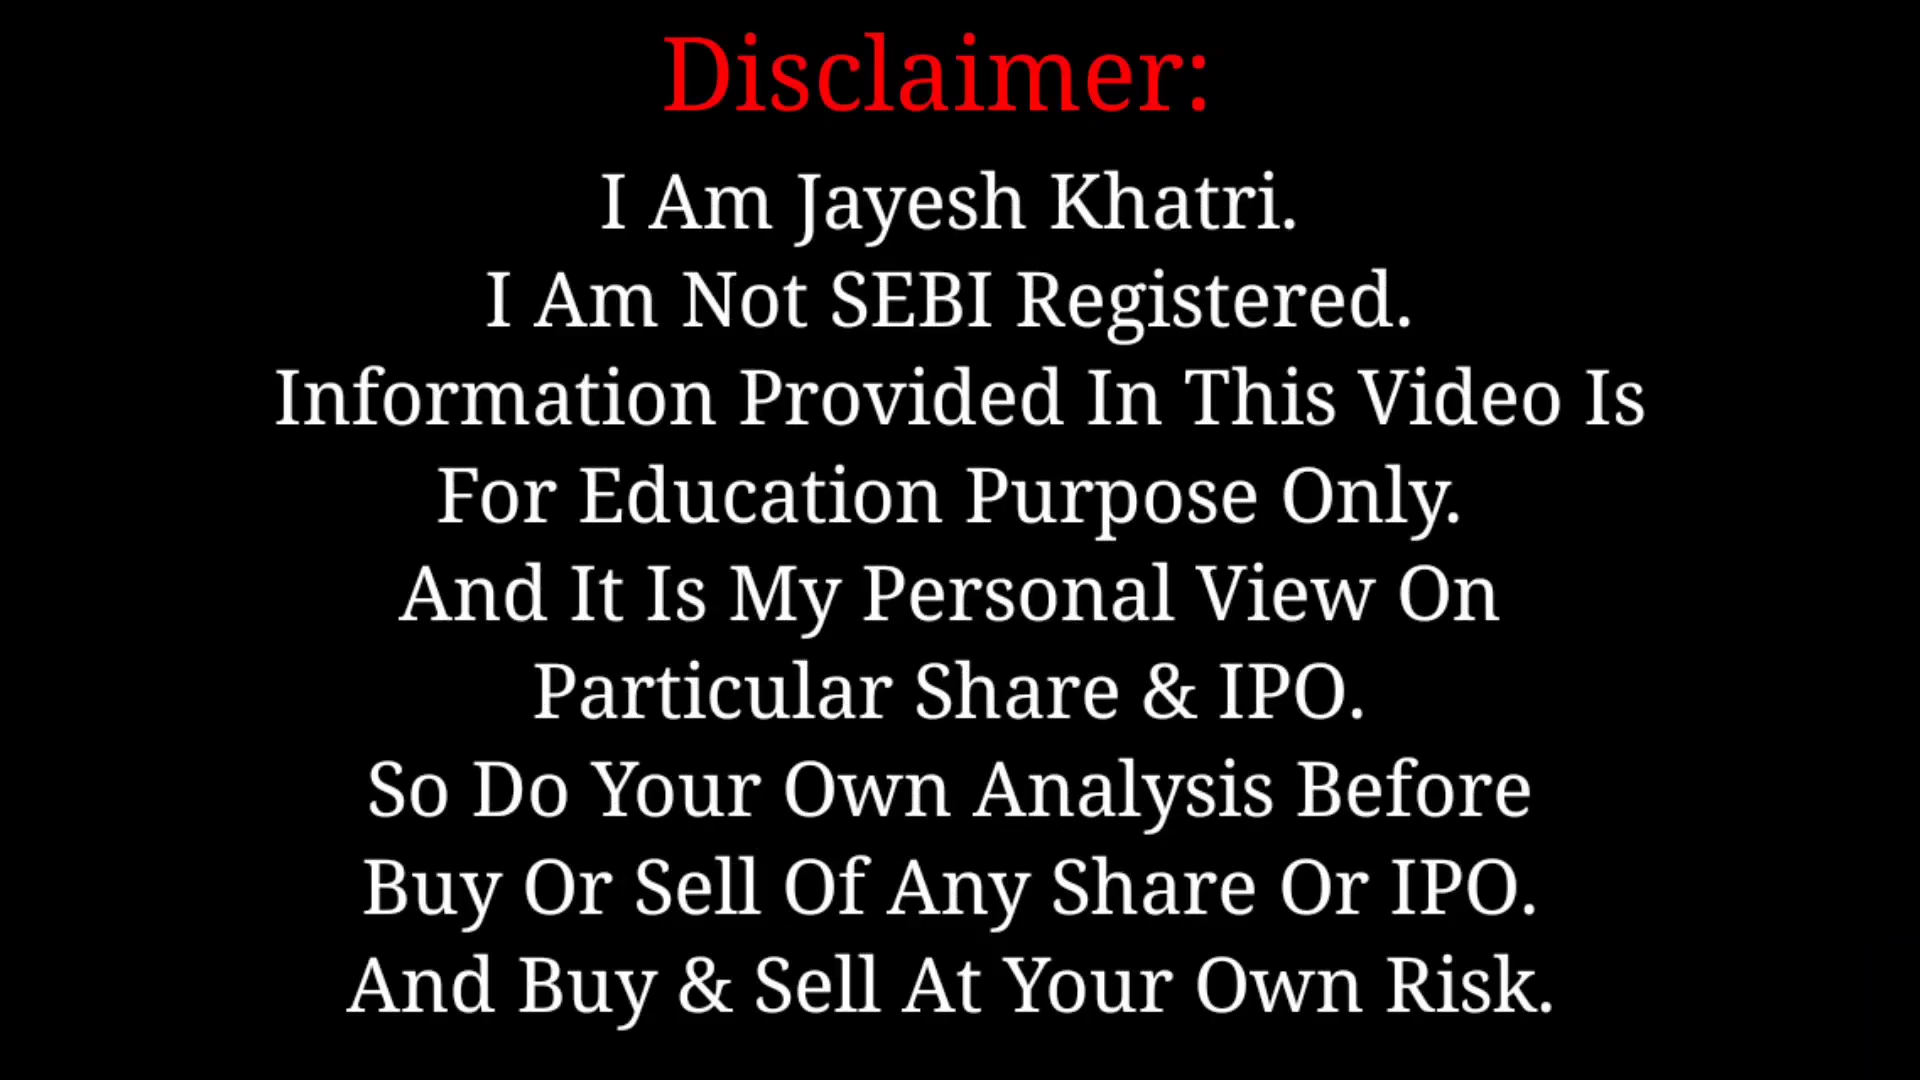 Disclaimer:
I Am Jayesh Khatri.
I Am Not SEBI Registered.
Information Provided In This Video Is
For Education Purpose Only.
And It Is My Personal View On
Particular Share & IPO.
So Do Your Own Analysis Before
Buy Or Sell Of Any Share Or IPO.
And Buy & Sell At Your Own Risk.